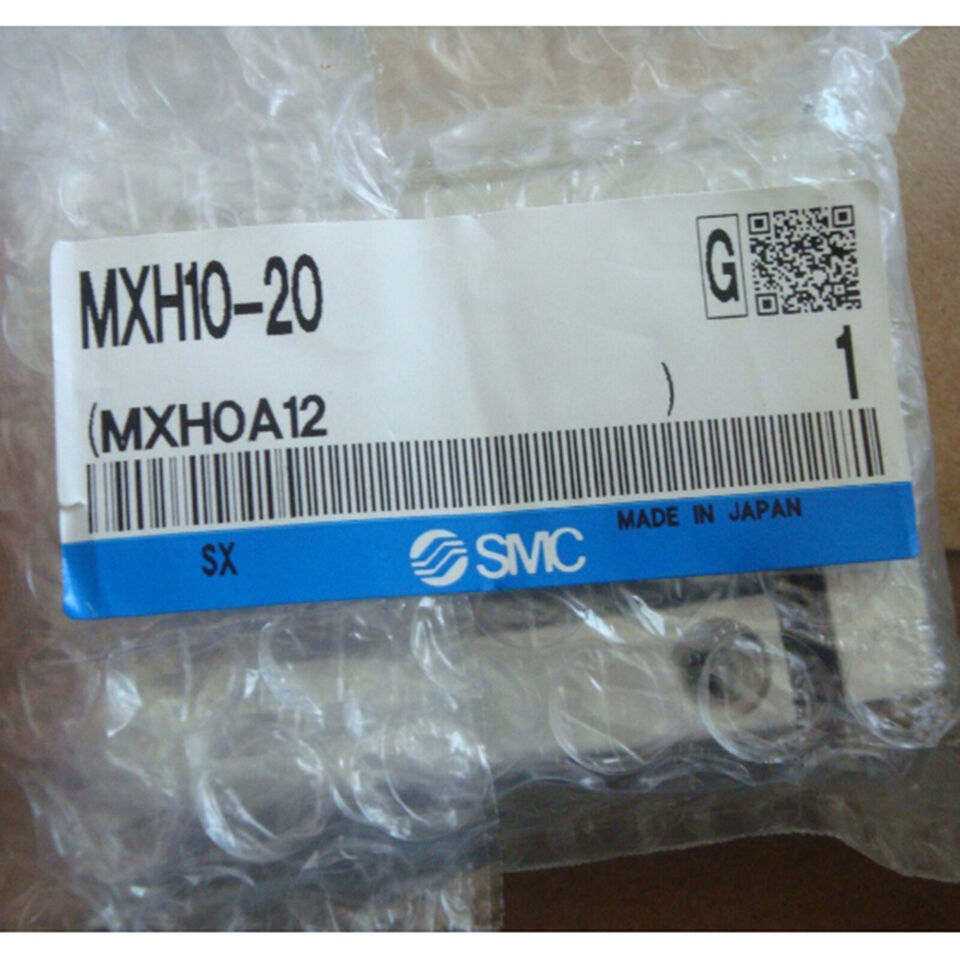 MXH10-20
G
1
(MXHOA12 )
SX
SMC
MADE IN JAPAN